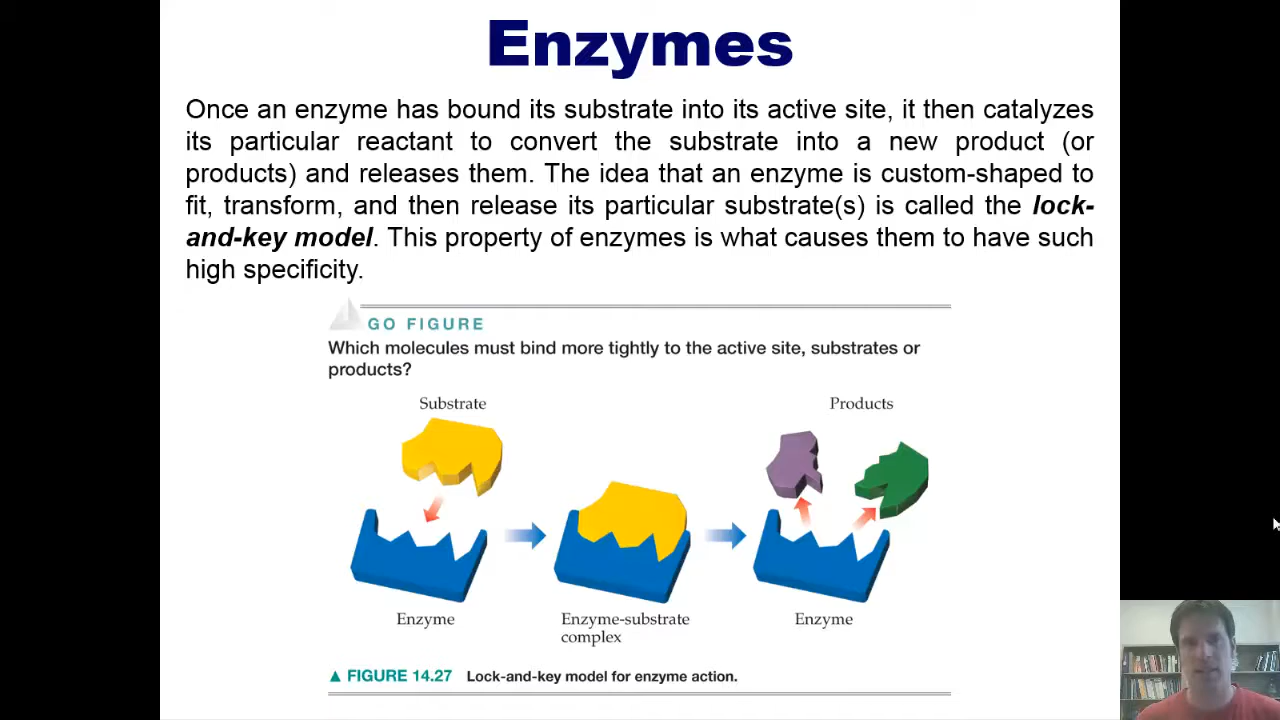 Enzymes
Once an enzyme has bound its substrate into its active site, it then catalyzes
its particular reactant to convert the substrate into a new product (or
products) and releases them. The idea that an enzyme is custom-shaped to
fit, transform, and then release its particular substrate(s) is called the lock-
and-key model. This property of enzymes is what causes them to have such
high specificity.
GO FIGURE
Which molecules must bind more tightly to the active site, substrates or
products?
Substrate
Products
Enzyme
Enzyme-substrate
complex
Enzyme
▲ FIGURE 14.27 Lock-and-key model for enzyme action.